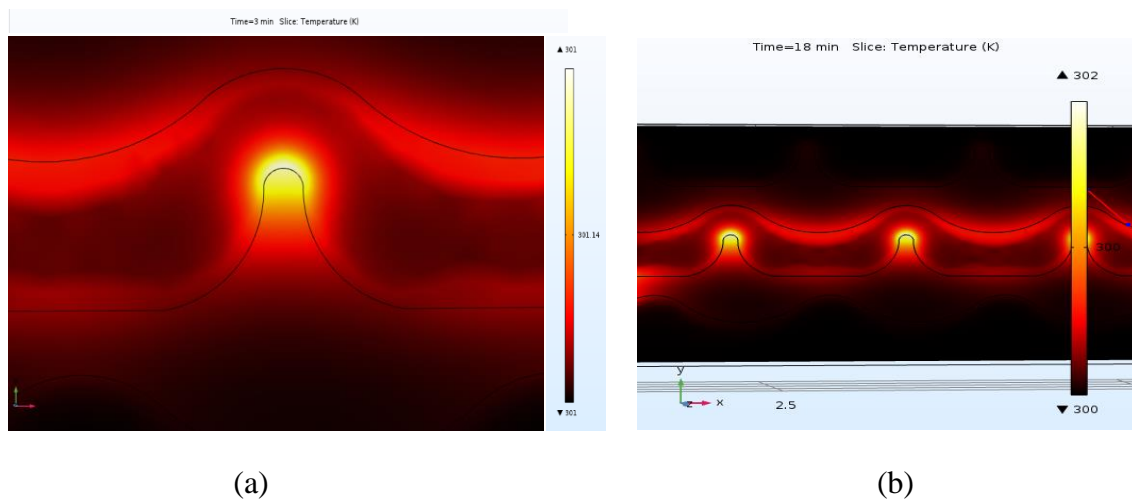 Time=3 min Slice: Temperature (K)
▲ 301
301.14
▼ 301
Time=18 min Slice: Temperature (K)
▲ 302
300
▼ 300
y
z x
2.5
(a)
(b)